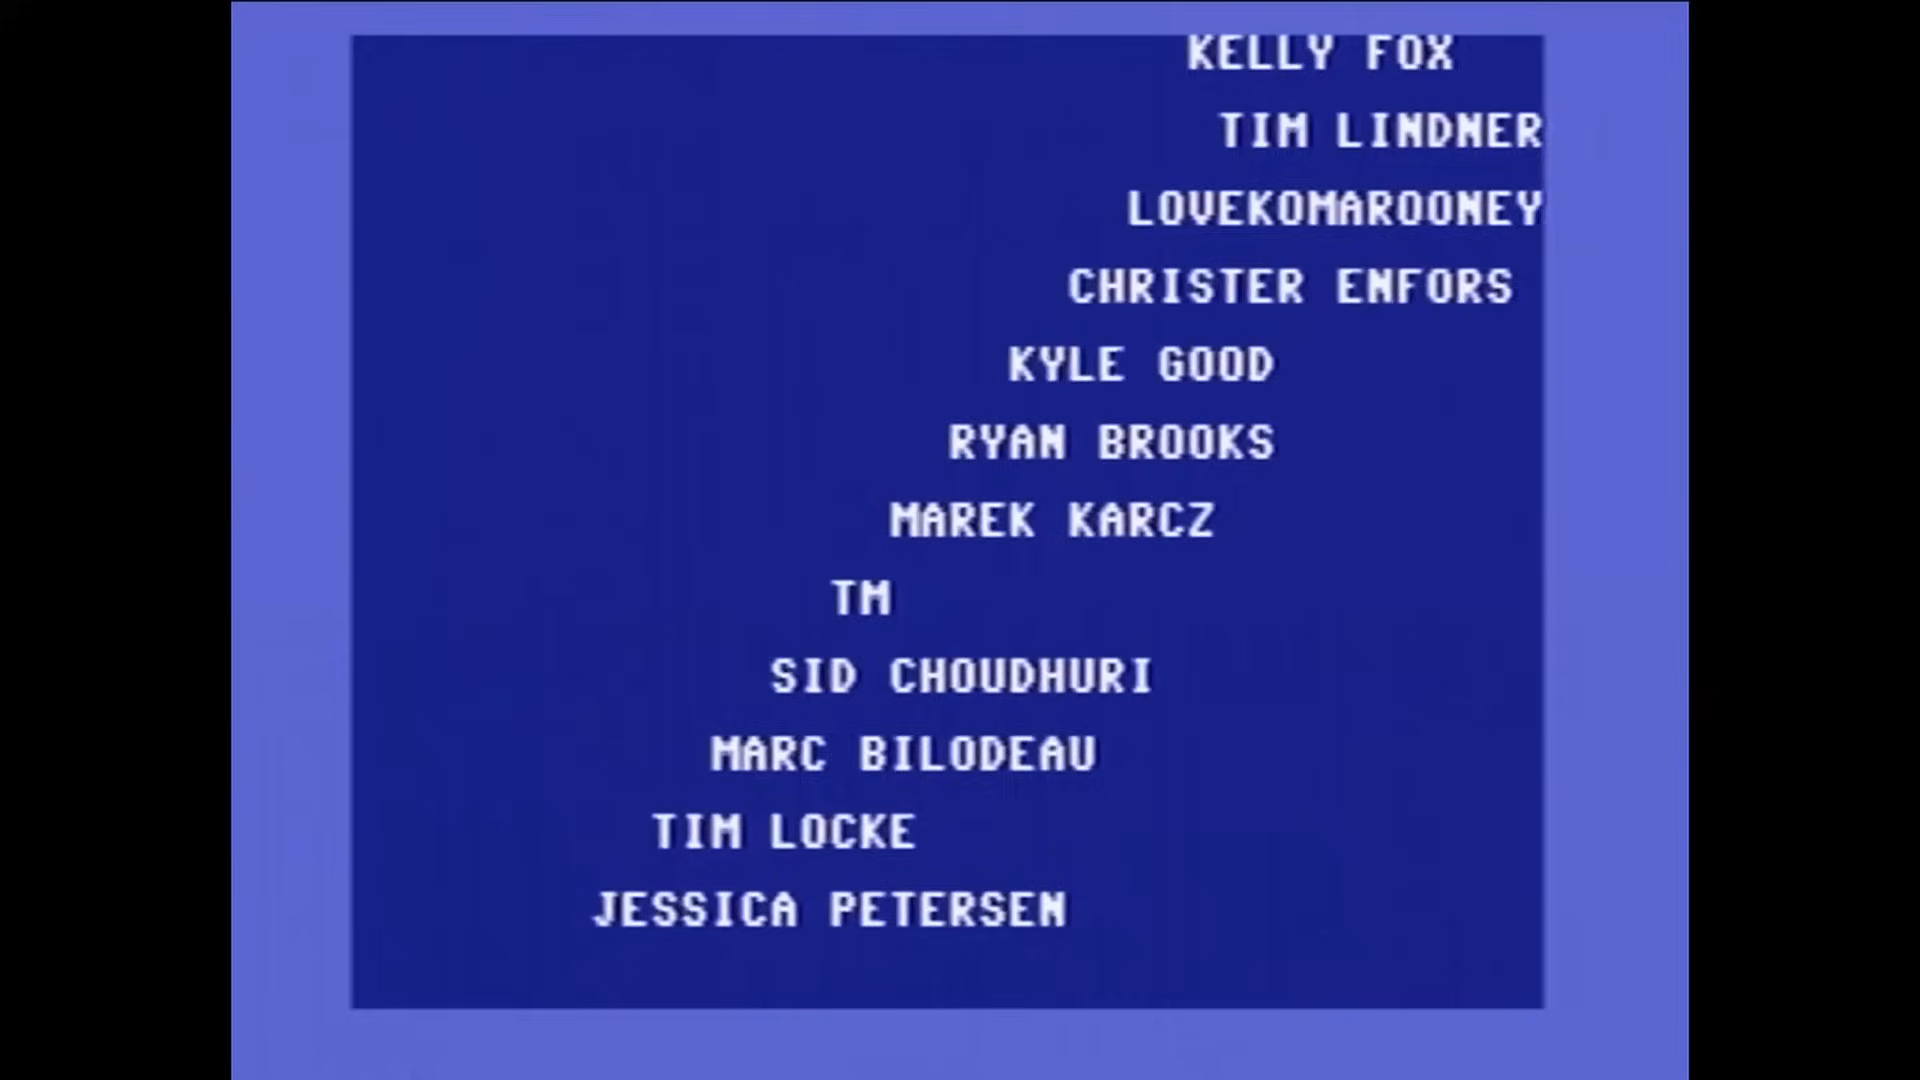 KELLY FOX
TIM LINDNER
LOVEKOMAROONEY
CHRISTER ENFORS
KYLE GOOD
RYAN BROOKS
MAREK KARCZ
TM
SID CHOUDHURI
MARC BILODEAU
TIM LOCKE
JESSICA PETERSEN